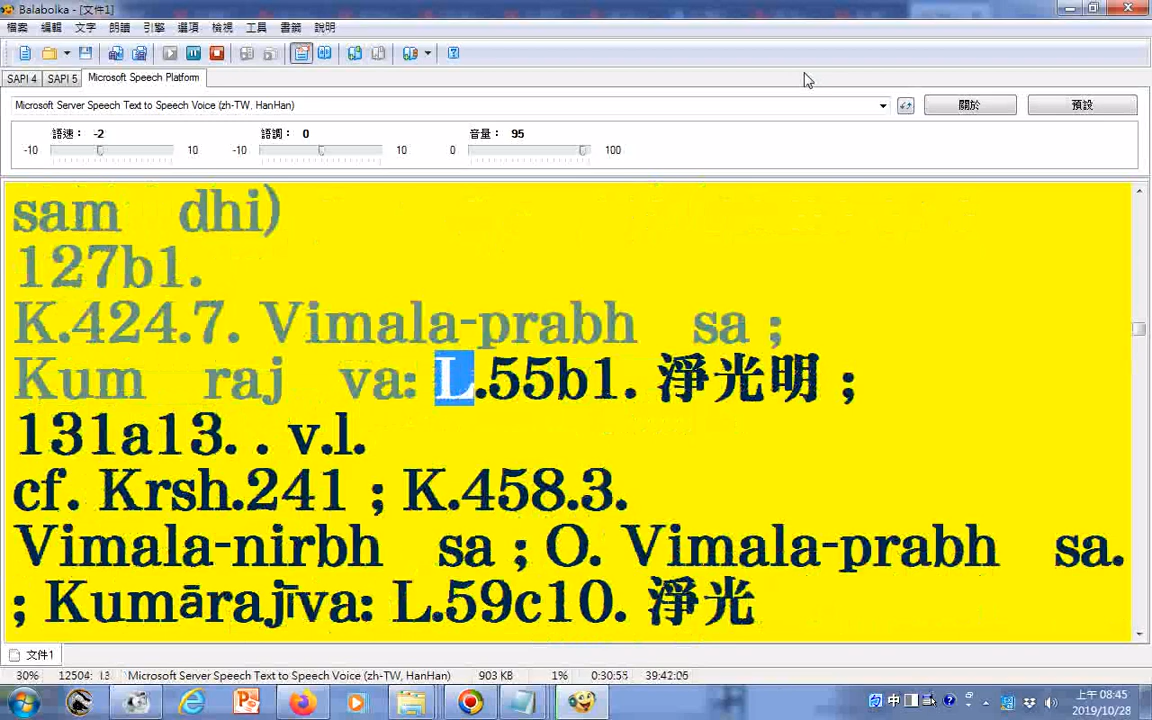 Balabolka - [文件1]
檔案 編輯 文字 朗讀 引擎 選項 檢視 工具 書籤 說明
SAPI 4 SAPI 5 Microsoft Speech Platform
Microsoft Server Speech Text to Speech Voice (zh-TW, HanHan) 關於 預設
語速： -2 語調： 0 音量： 95
-10 10 -10 10 0 100
sam dhi)
127b1.
K.424.7. Vimala-prabh sa ;
Kum raj va: L.55b1. 淨光明 ;
131a13. . v.l.
cf. Krsh.241 ; K.458.3.
Vimala-nirbh sa ; O. Vimala-prabh sa.
; Kumārajīva: L.59c10. 淨光
文件1
30% Microsoft Server Speech Text to Speech Voice (zh-TW, HanHan) 903 KB 1% 0:30:55 39:42:06
中 上午 08:45
2019/10/28